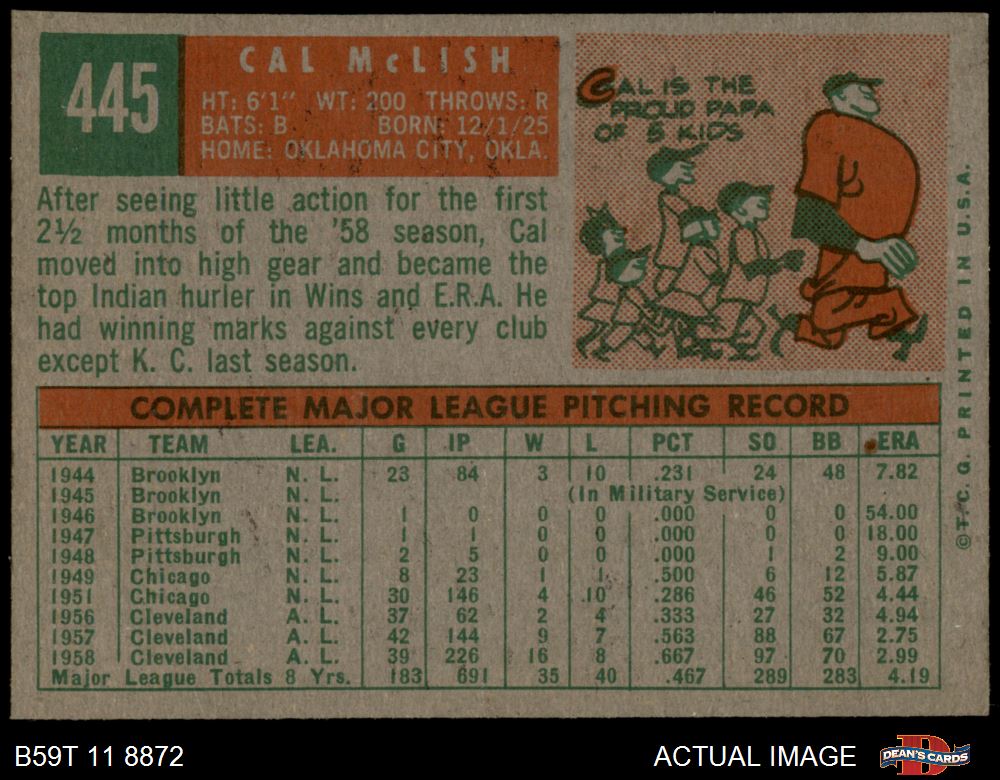 445
CAL McLISH
HT: 6'1" WT: 200 THROWS: R
BATS: B BORN: 12/1/25
HOME: OKLAHOMA CITY, OKLA.
CAL IS THE
PROUD PAPA
OF 5 KIDS
After seeing little action for the first
2½ months of the '58 season, Cal
moved into high gear and became the
top Indian hurler in Wins and E.R.A. He
had winning marks against every club
except K. C. last season.
COMPLETE MAJOR LEAGUE PITCHING RECORD
YEAR TEAM LEA. G IP W L PCT SO BB ERA
1944 Brooklyn N. L. 23 84 3 10 .231 24 48 7.82
1945 Brooklyn N. L. (In Military Service)
1946 Brooklyn N. L. 1 0 0 0 .000 0 0 54.00
1947 Pittsburgh N. L. 1 1 0 0 .000 0 0 18.00
1948 Pittsburgh N. L. 2 5 0 0 .000 1 2 9.00
1949 Chicago N. L. 8 23 1 1 .500 6 12 5.87
1951 Chicago N. L. 30 146 4 10 .286 46 52 4.44
1956 Cleveland A. L. 37 62 2 4 .333 27 32 4.94
1957 Cleveland A. L. 42 144 9 7 .563 88 67 2.75
1958 Cleveland A. L. 39 226 16 8 .667 97 70 2.99
Major League Totals 8 Yrs. 183 691 35 40 .467 289 283 4.19
©T.C.G. PRINTED IN U.S.A.
B59T 11 8872
ACTUAL IMAGE
DEAN'S CARDS